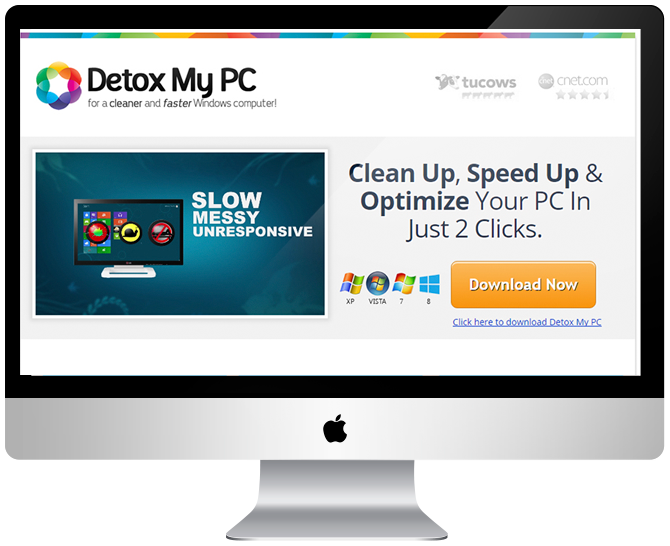 Detox My PC
for a cleaner and faster Windows computer!
tucows
cnet
cnet.com
SLOW
MESSY
UNRESPONSIVE
Clean Up, Speed Up &
Optimize Your PC In
Just 2 Clicks.
XP VISTA 7 8
Download Now
Click here to download Detox My PC